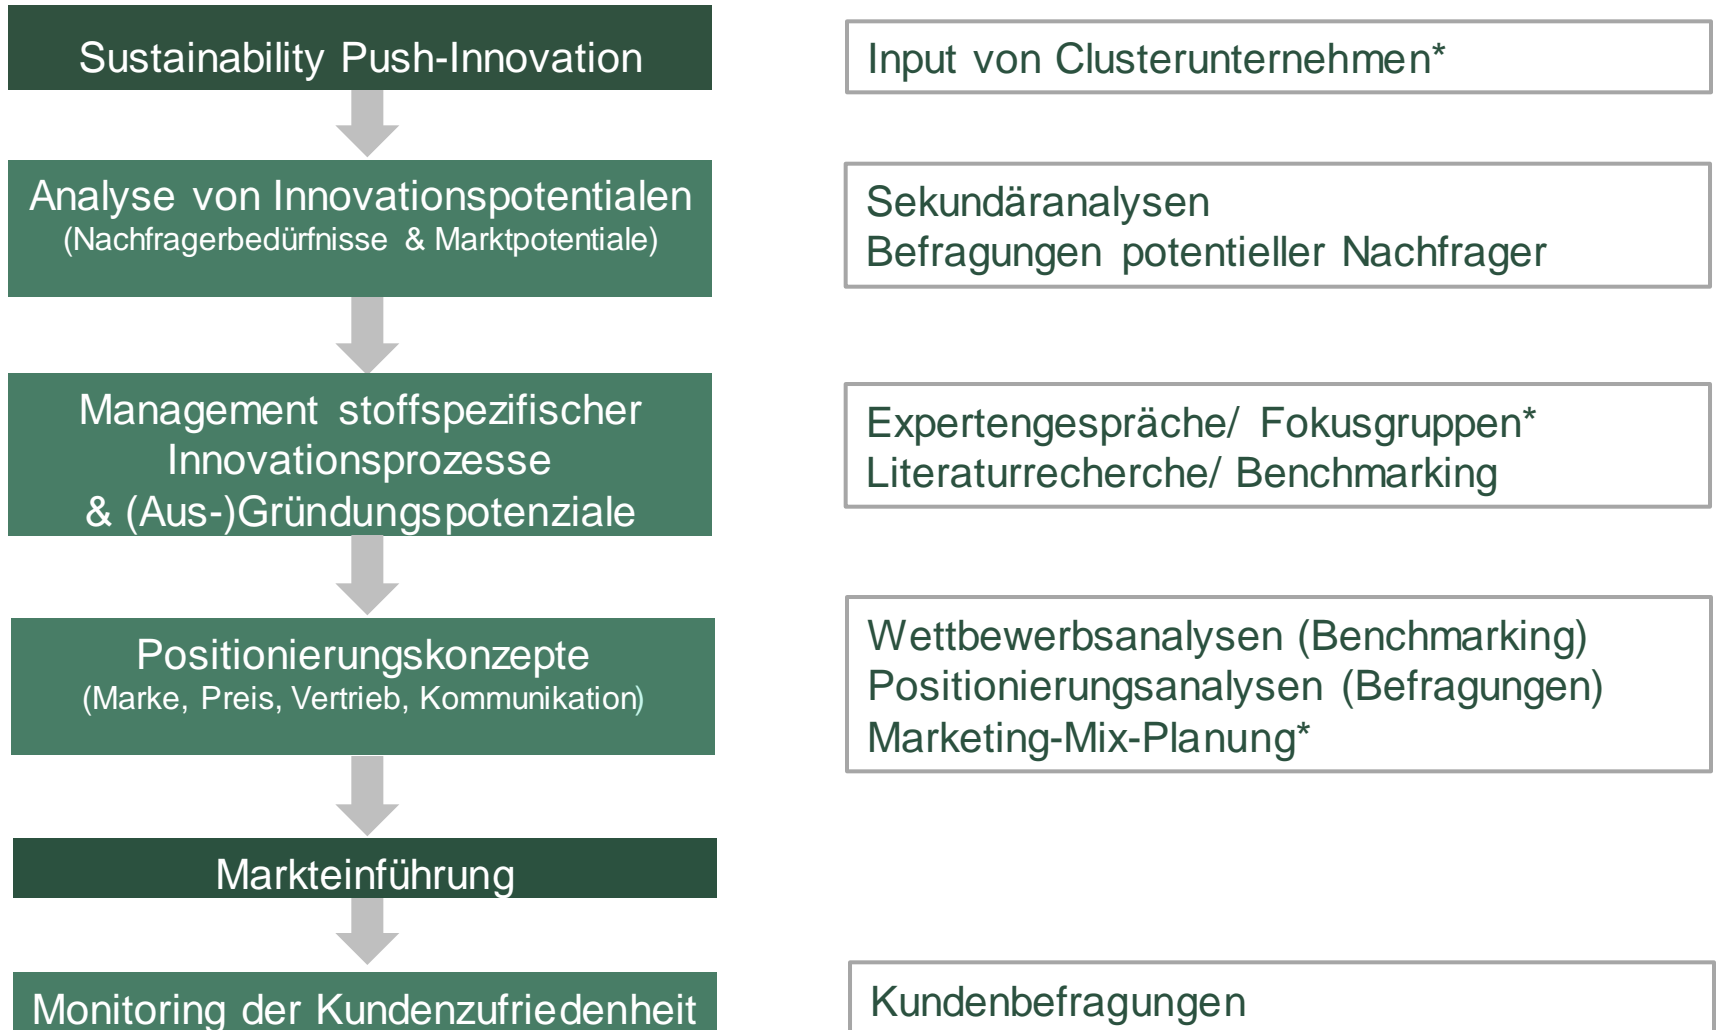 Sustainability Push-Innovation
Input von Clusterunternehmen*
Analyse von Innovationspotentialen
(Nachfragerbedürfnisse & Marktpotentiale)
Sekundäranalysen
Befragungen potentieller Nachfrager
Management stoffspezifischer
Innovationsprozesse
& (Aus-)Gründungspotenziale
Expertengespräche/ Fokusgruppen*
Literaturrecherche/ Benchmarking
Positionierungskonzepte
(Marke, Preis, Vertrieb, Kommunikation)
Wettbewerbsanalysen (Benchmarking)
Positionierungsanalysen (Befragungen)
Marketing-Mix-Planung*
Markteinführung
Monitoring der Kundenzufriedenheit
Kundenbefragungen